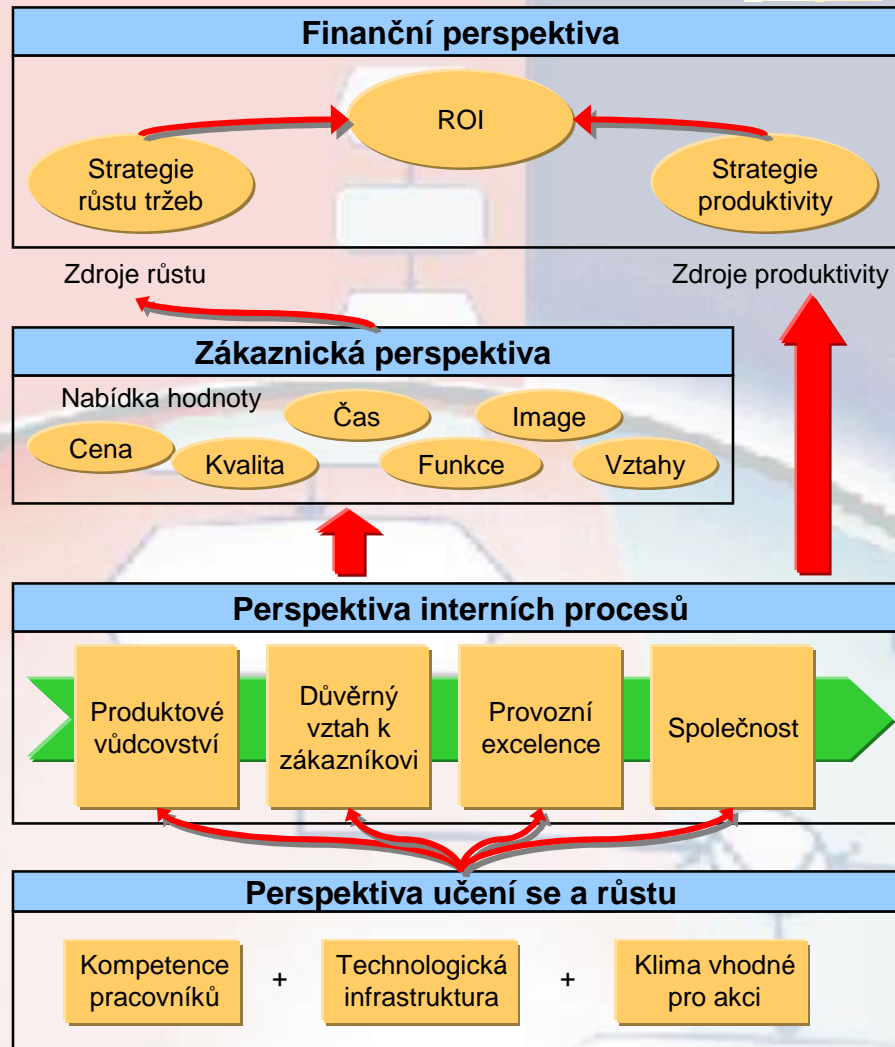 Finanční perspektiva
ROI
Strategie
růstu tržeb
Strategie
produktivity
Zdroje růstu
Zdroje produktivity
Zákaznická perspektiva
Nabídka hodnoty
Čas
Image
Cena
Kvalita
Funkce
Vztahy
Perspektiva interních procesů
Produktové
vůdcovství
Důvěrný
vztah k
zákazníkovi
Provozní
excelence
Společnost
Perspektiva učení se a růstu
Kompetence
pracovníků
+
Technologická
infrastruktura
+
Klima vhodné
pro akci